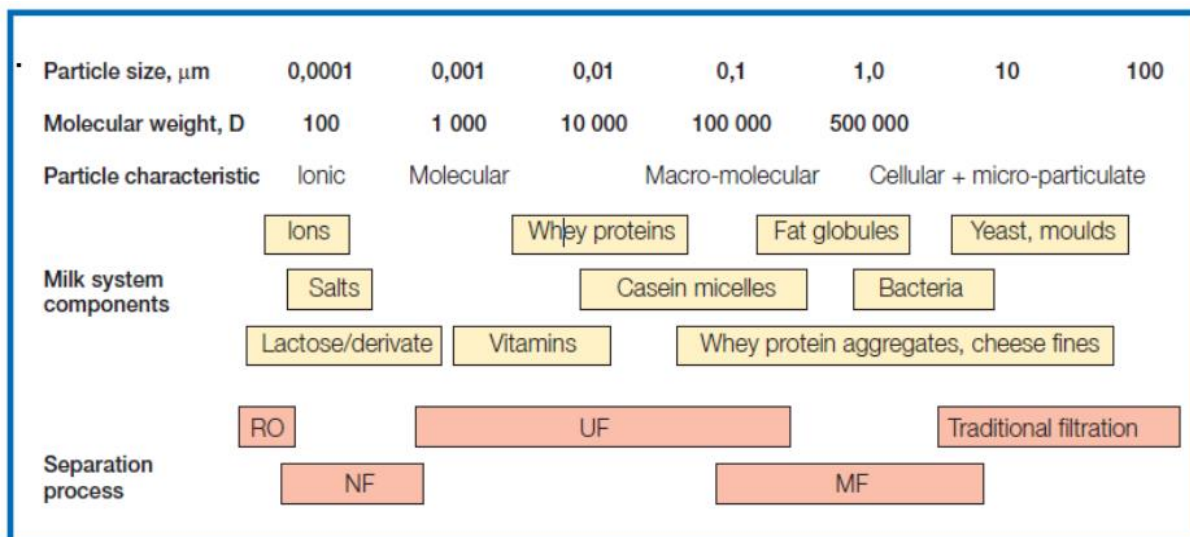 Particle size, μm 0,0001 0,001 0,01 0,1 1,0 10 100
Molecular weight, D 100 1 000 10 000 100 000 500 000
Particle characteristic Ionic Molecular Macro-molecular Cellular + micro-particulate
Ions Whey proteins Fat globules Yeast, moulds
Milk system
components
Salts Casein micelles Bacteria
Lactose/derivate Vitamins Whey protein aggregates, cheese fines
RO UF Traditional filtration
Separation
process
NF MF